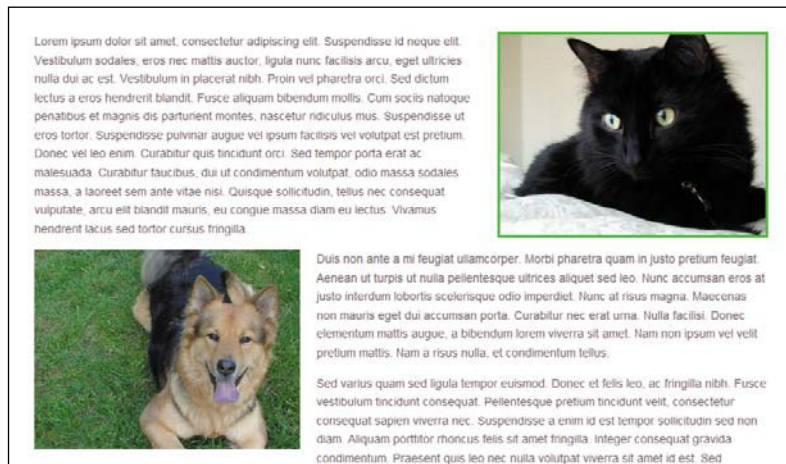 Lorem ipsum dolor sit amet, consectetur adipiscing elit. Suspendisse id neque elit.
Vestibulum sodales, eros nec mattis auctor, ligula nunc facilisis arcu, eget ultricies
nulla dui ac est. Vestibulum in placerat nibh. Proin vel pharetra orci. Sed dictum
lectus a eros hendrerit blandit. Fusce aliquam bibendum mollis. Cum sociis natoque
penatibus et magnis dis parturient montes, nascetur ridiculus mus. Suspendisse ut
eros tortor. Suspendisse pulvinar augue vel ipsum facilisis vel volutpat est pretium.
Donec vel leo enim. Curabitur quis tincidunt orci. Sed tempor porta erat ac
malesuada. Curabitur faucibus, dui ut condimentum volutpat, odio massa sodales
massa, a laoreet sem ante vitae nisi. Quisque sollicitudin, tellus nec consequat
vulputate, arcu elit blandit mauris, eu congue massa diam eu lectus. Vivamus
hendrerit lacus sed tortor cursus fringilla.
Duis non ante a mi feugiat ullamcorper. Morbi pharetra quam in justo pretium feugiat.
Aenean ut turpis ut nulla pellentesque ultrices aliquet sed leo. Nunc accumsan eros at
justo interdum lobortis scelerisque odio imperdiet. Nunc at risus magna. Maecenas
non mauris eget dui accumsan porta. Curabitur nec erat urna. Nulla facilisi. Donec
elementum mattis augue, a bibendum lorem viverra sit amet. Nam non ipsum vel velit
pretium mattis. Nam a risus nulla, et condimentum tellus.
Sed varius quam sed ligula tempor euismod. Donec et felis leo, ac fringilla nibh. Fusce
vestibulum tincidunt consequat. Pellentesque pretium tincidunt velit, consectetur
consequat sapien viverra nec. Suspendisse a enim id est tempor sollicitudin sed non
diam. Aliquam porttitor rhoncus felis sit amet fringilla. Integer consequat gravida
condimentum. Praesent quis leo nec nulla volutpat viverra sit amet id est. Sed